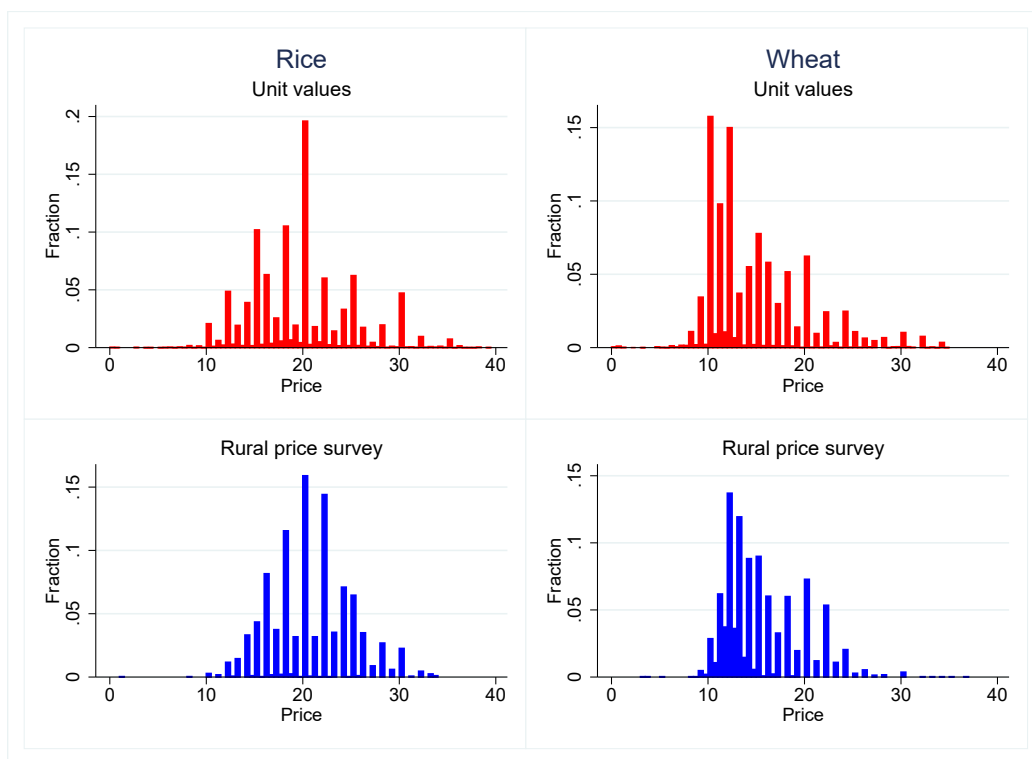 Rice
Unit values
Fraction
0 .05 .1 .15 .2
0 10 20 30 40
Price
Wheat
Unit values
Fraction
0 .05 .1 .15
0 10 20 30 40
Price
Rural price survey
Fraction
0 .05 .1 .15
0 10 20 30 40
Price
Rural price survey
Fraction
0 .05 .1 .15
0 10 20 30 40
Price